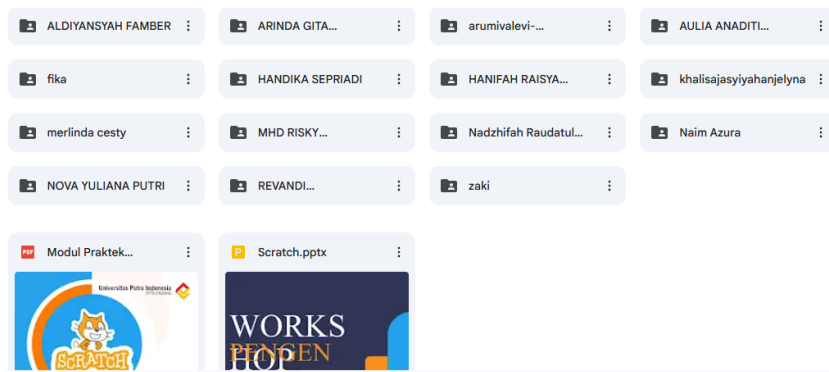 ALDIYANSYAH FAMBER
ARINDA GITA...
arumivalevi-...
AULIA ANADITI...
fika
HANDIKA SEPRIADI
HANIFAH RAISYA...
khalisajasyiyahanjelyna
merlinda cesty
MHD RISKY...
Nadzhifah Raudatul...
Naim Azura
NOVA YULIANA PUTRI
REVANDI...
zaki
PDF
Modul Praktek...
P
Scratch.pptx
Universitas Putra Indonesia
SCRATCH
WORKS
PENGEN
HOP